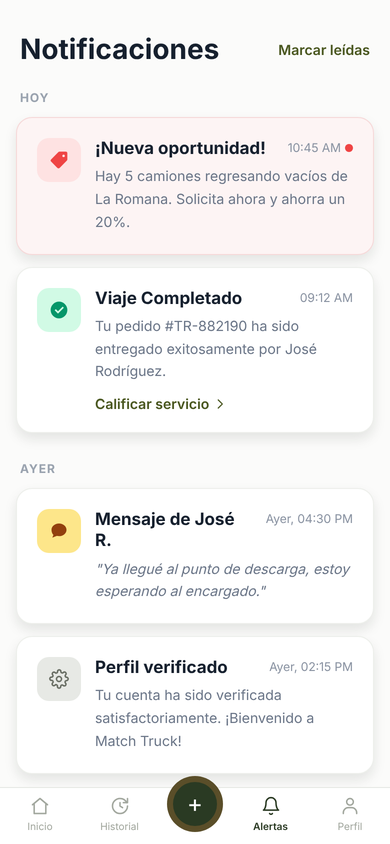 Notificaciones
Marcar leídas
HOY
¡Nueva oportunidad!
10:45 AM
Hay 5 camiones regresando vacíos de
La Romana. Solicita ahora y ahorra un
20%.
Viaje Completado
09:12 AM
Tu pedido #TR-882190 ha sido
entregado exitosamente por José
Rodríguez.
Calificar servicio
AYER
Mensaje de José
R.
Ayer, 04:30 PM
"Ya llegué al punto de descarga, estoy
esperando al encargado."
Perfil verificado
Ayer, 02:15 PM
Tu cuenta ha sido verificada
satisfactoriamente. ¡Bienvenido a
Match Truck!
Inicio
Historial
Alertas
Perfil